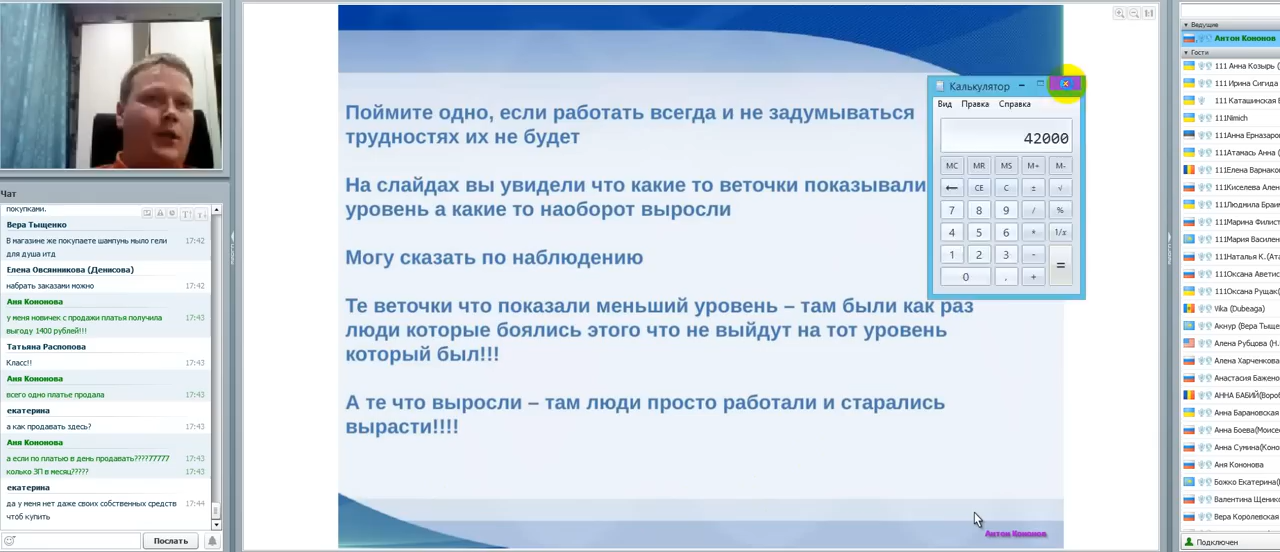 Чат
покупками.
Вера Тыщенко
В магазине же покупаете шампунь мыло гели 17:42
для душа итд
Елена Овсянникова (Денисова)
набрать заказами можно 17:42
Аня Кононова
у меня новичек с продажи платья получила 17:43
выгоду 1400 рублей!!!
Татьяна Распопова
Класс!! 17:43
Аня Кононова
всего одно платье продала 17:43
екатерина
а как продавать здесь? 17:43
Аня Кононова
а если по платью в день продавать????77777 17:43
колько ЗП в месяц????? 17:43
екатерина
да у меня нет даже своих собственных средств 17:44
чтоб купить
Послать
Поймите одно, если работать всегда и не задумываться
трудностях их не будет
На слайдах вы увидели что какие то веточки показывали
уровень а какие то наоборот выросли
Могу сказать по наблюдению
Те веточки что показали меньший уровень – там были как раз
люди которые боялись этого что не выйдут на тот уровень
который был!!!
А те что выросли – там люди просто работали и старались
вырасти!!!!
Антон Кононов
Калькулятор
Вид Правка Справка
42000
MC MR MS M+ M-
← CE C ± √
7 8 9 / %
4 5 6 * 1/x
1 2 3 - =
0 , +
Ведущие
Антон Кононов
Гости
111 Анна Козырь (
111 Ирина Сигида
111 Каташинская
111Nimich
111Анна Ерназаро
111Атамась Анна (
111Елена Варнако
111Киселева Ален
111Людмила Браи
111Марина Филист
111Мария Василен
111Наталья К.(Ата
111Оксана Аветис
111Оксана Рущак(
Vika (Dubeaga)
Акнур (Вера Тыще
Алена Рубцова (Н.
Алена Харченкова
Анастасия Бажено
АННА БАБИЙ(Вороб
Анна Барановская
Анна Боева(Моисе
Анна Сумина(Коно
Аня Кононова
Божко Екатерина(
Валентина Щенин
Вера Королевская
Подключен